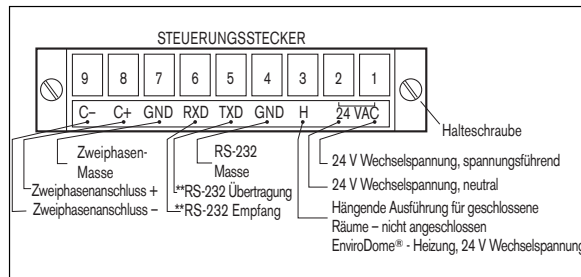 STEUERUNGSSTECKER
9 8 7 6 5 4 3 2 1
C– C+ GND RXD TXD GND H 24 VAC
Halteschraube
Zweiphasen-
Masse
Zweiphasenanschluss +
Zweiphasenanschluss –
RS-232
Masse
**RS-232 Übertragung
**RS-232 Empfang
24 V Wechselspannung, spannungsführend
24 V Wechselspannung, neutral
Hängende Ausführung für geschlossene
Räume – nicht angeschlossen
EnviroDome® - Heizung, 24 V Wechselspannung